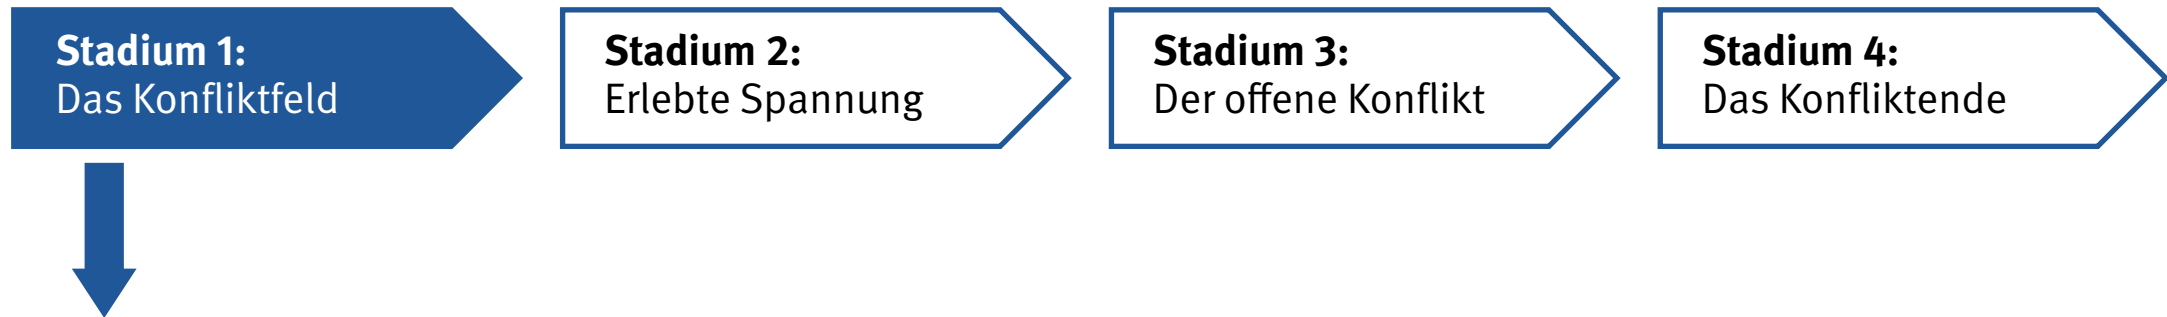 Stadium 1:
Das Konfliktfeld
Stadium 2:
Erlebte Spannung
Stadium 3:
Der offene Konflikt
Stadium 4:
Das Konfliktende